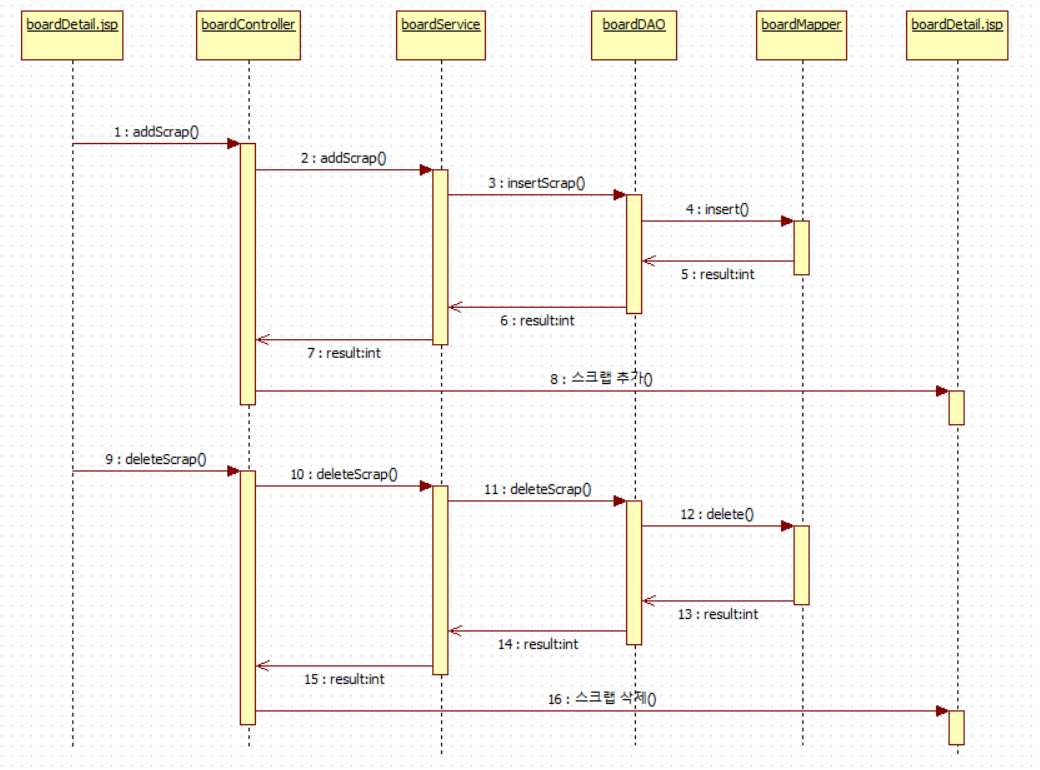 boardDetail.jsp boardController boardService boardDAO boardMapper boardDetail.jsp
1 : addScrap()
2 : addScrap()
3 : insertScrap()
4 : insert()
5 : result:int
6 : result:int
7 : result:int
8 : 스크랩 추가()
9 : deleteScrap()
10 : deleteScrap()
11 : deleteScrap()
12 : delete()
13 : result:int
14 : result:int
15 : result:int
16 : 스크랩 삭제()